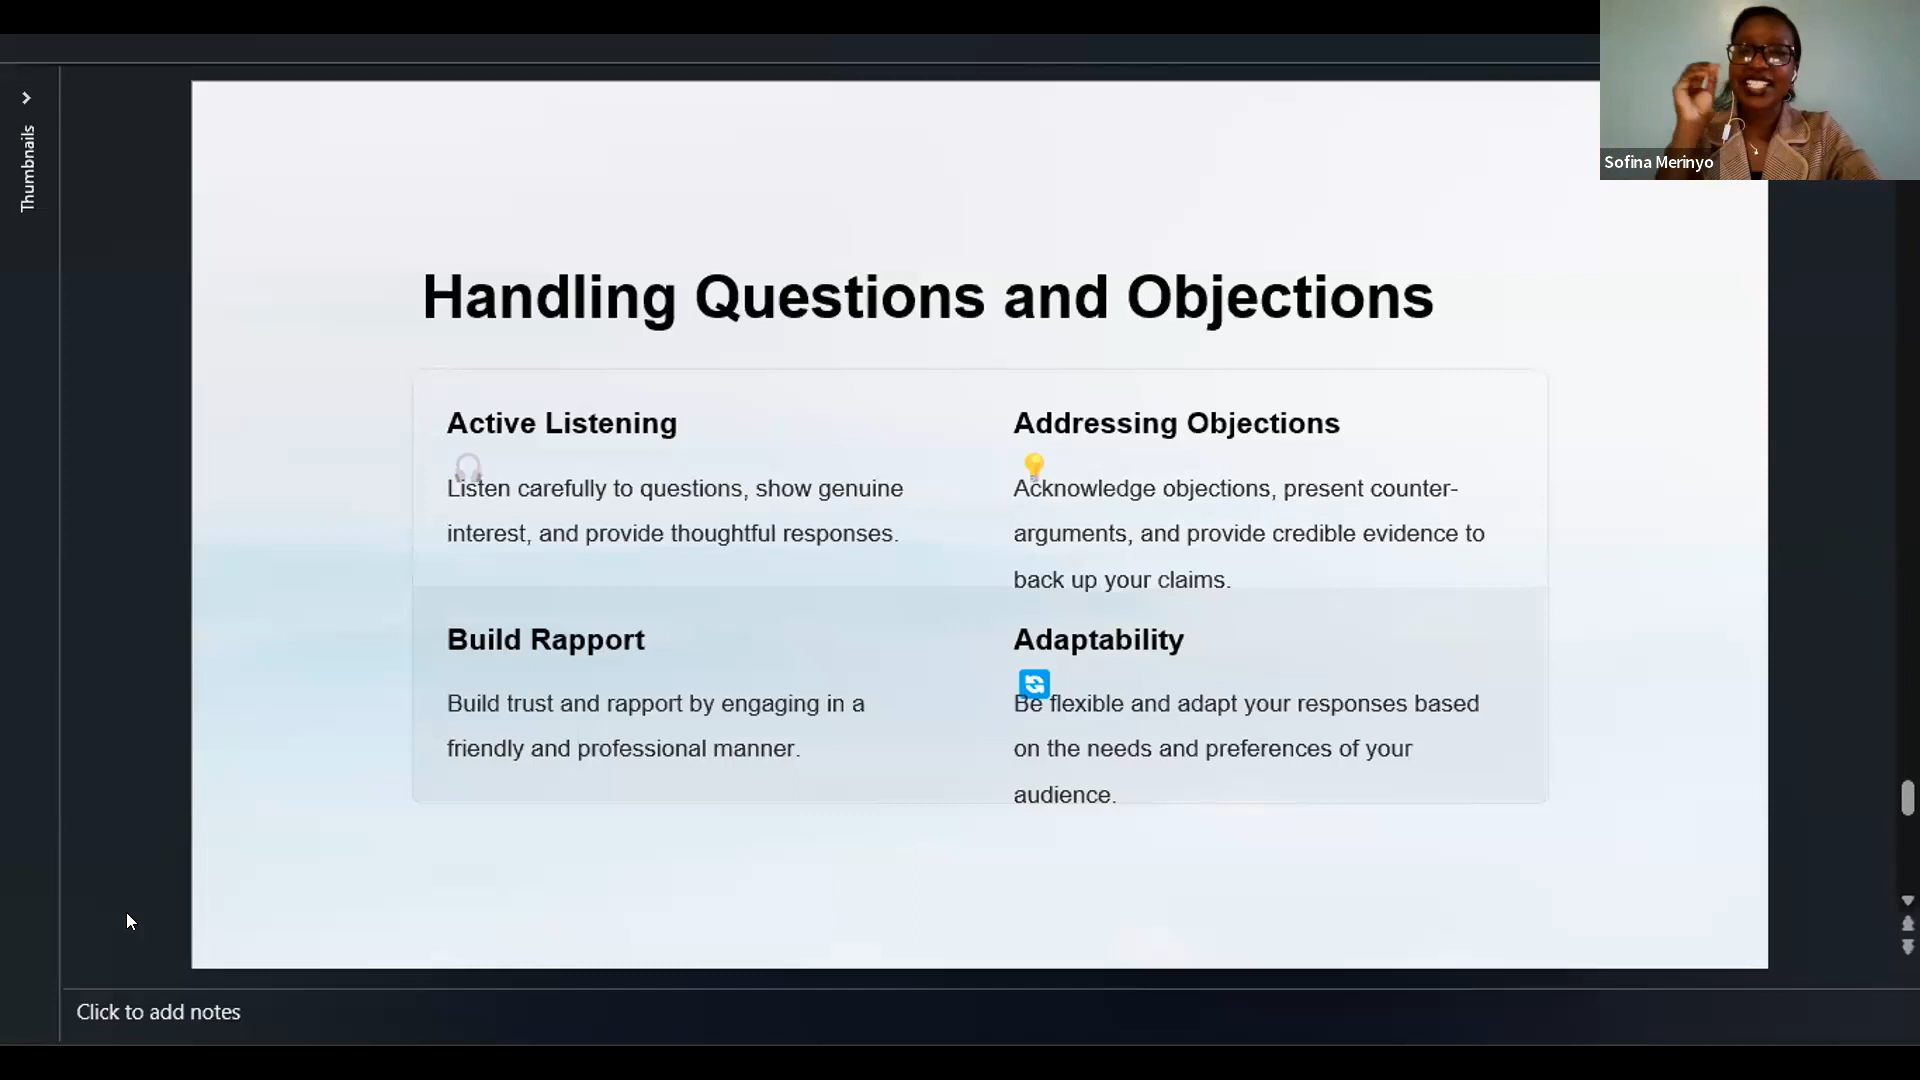 Thumbnails
Sofina Merinyo
Handling Questions and Objections
Active Listening
Listen carefully to questions, show genuine
interest, and provide thoughtful responses.
Addressing Objections
Acknowledge objections, present counter-
arguments, and provide credible evidence to
back up your claims.
Build Rapport
Build trust and rapport by engaging in a
friendly and professional manner.
Adaptability
Be flexible and adapt your responses based
on the needs and preferences of your
audience.
Click to add notes